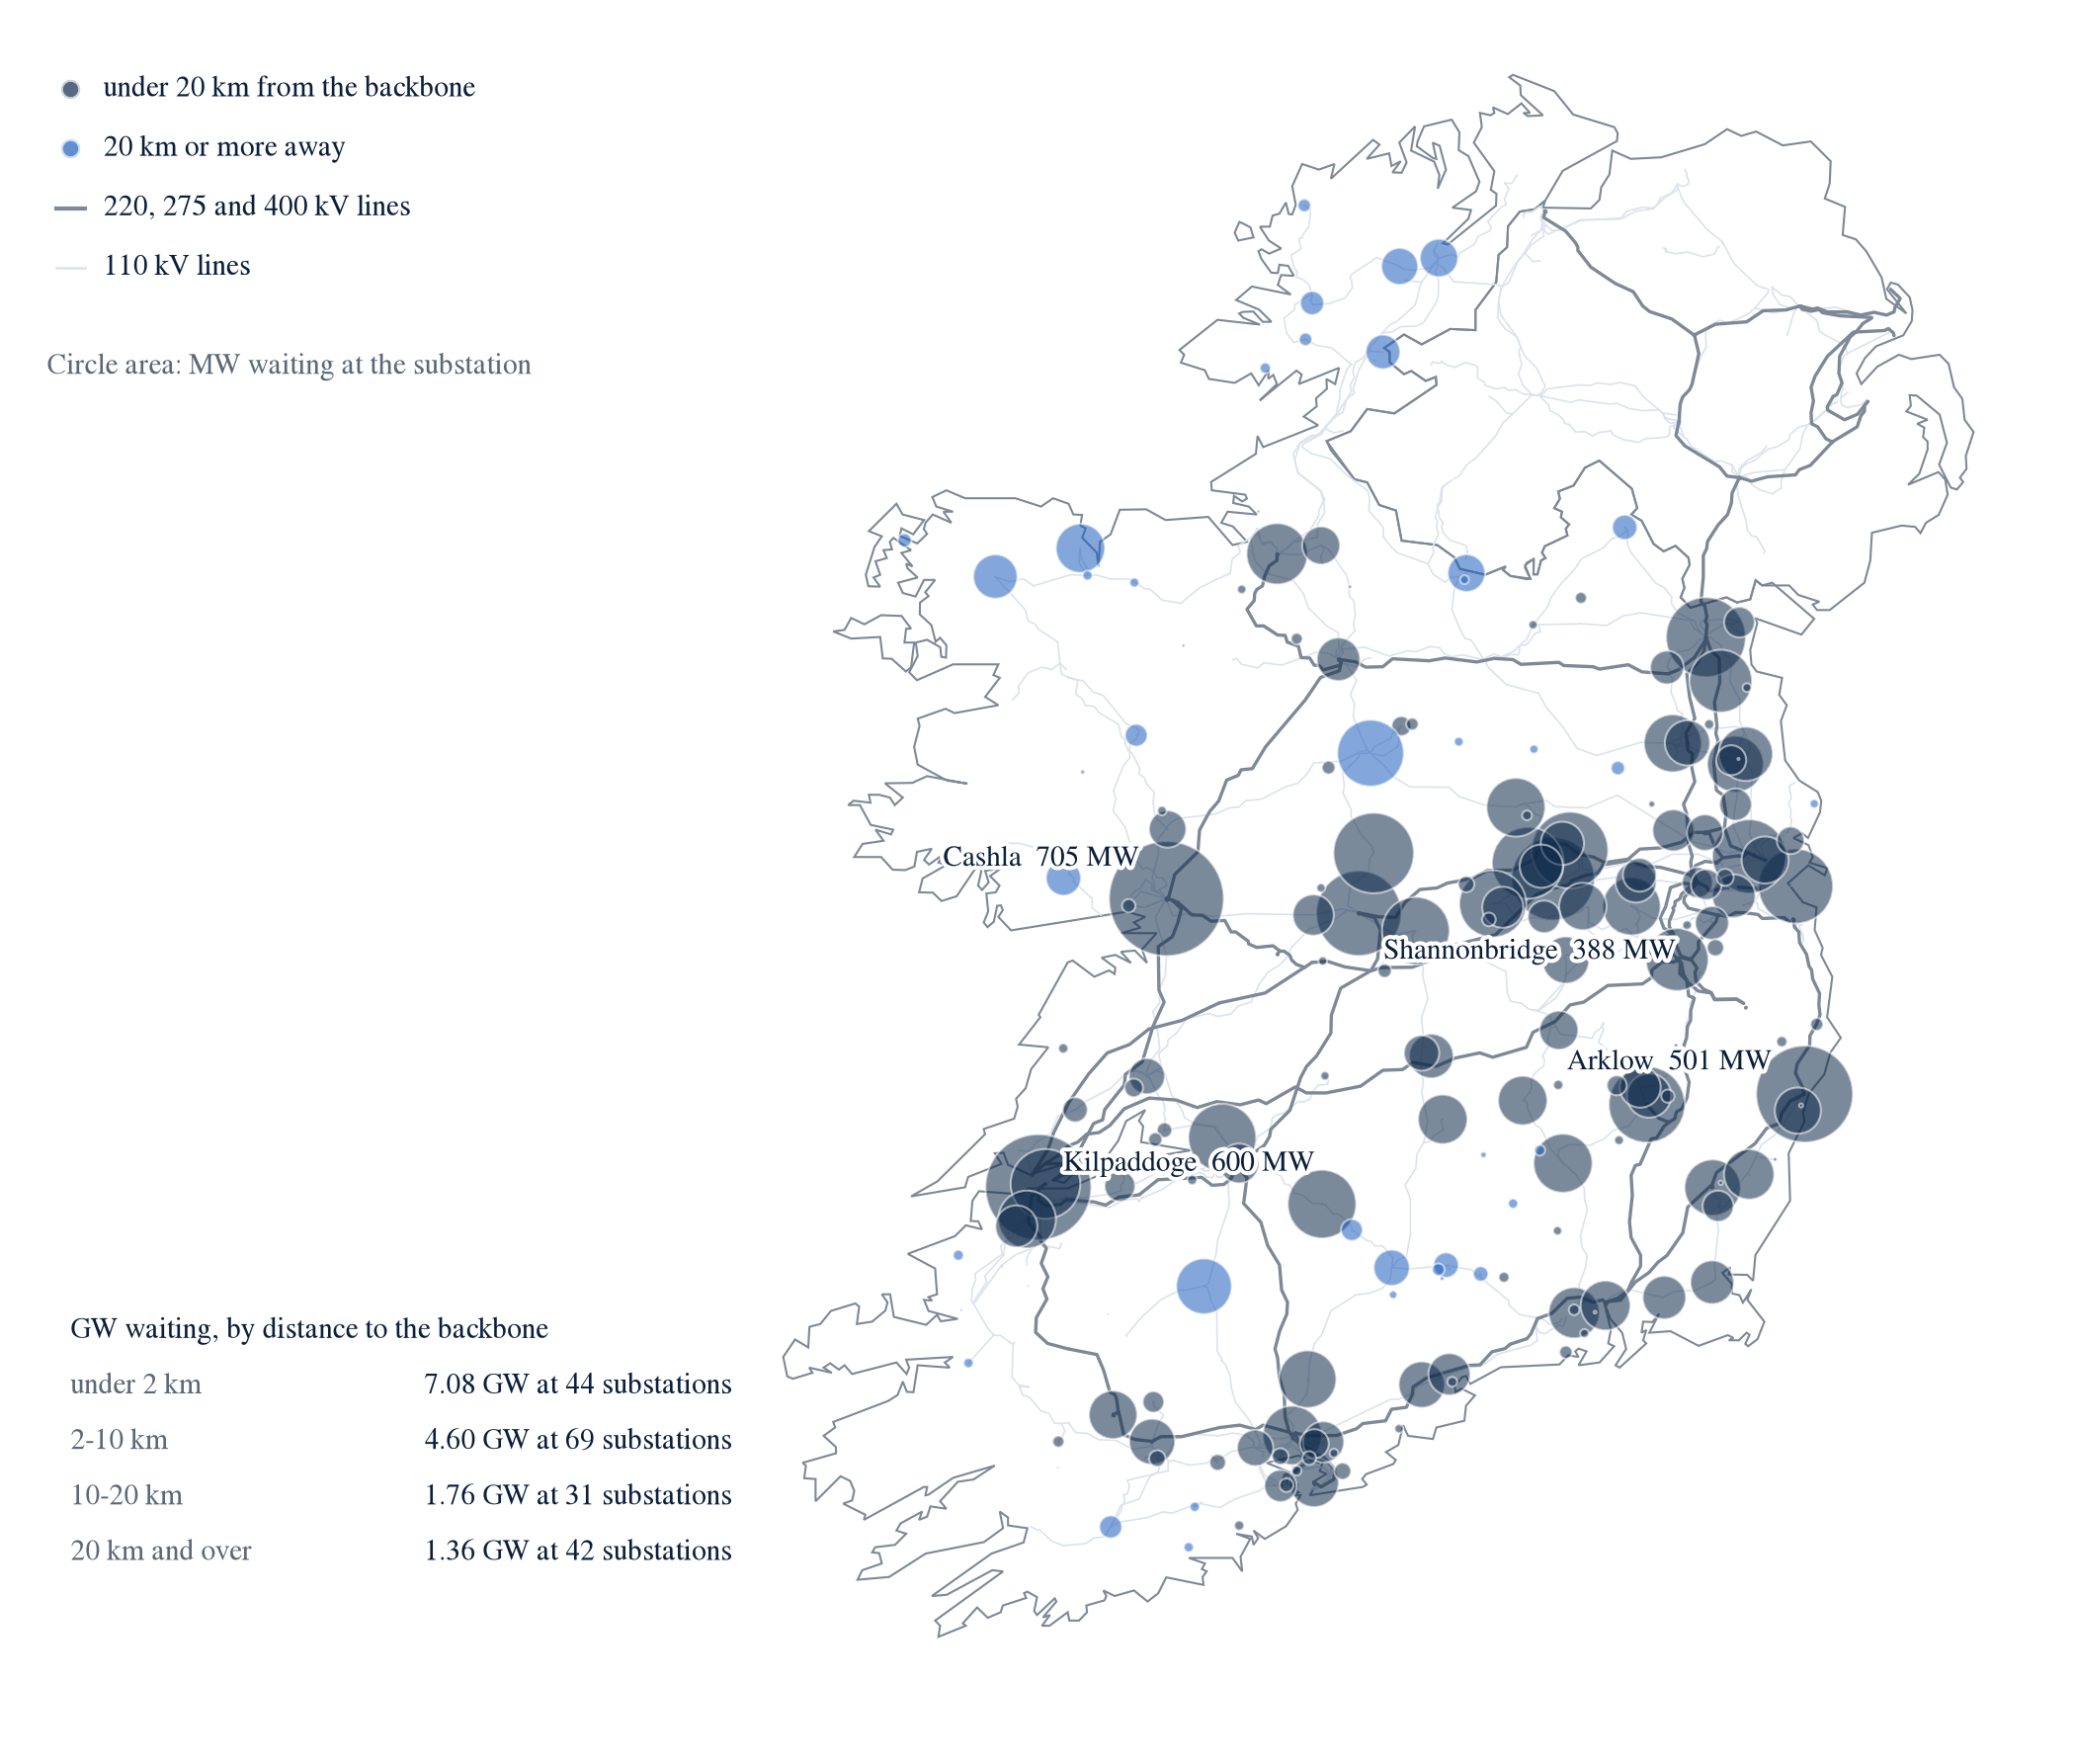 under 20 km from the backbone
20 km or more away
220, 275 and 400 kV lines
110 kV lines
Circle area: MW waiting at the substation
Cashla 705 MW
Shannonbridge 388 MW
Arklow 501 MW
Kilpaddoge 600 MW
GW waiting, by distance to the backbone
under 2 km 7.08 GW at 44 substations
2-10 km 4.60 GW at 69 substations
10-20 km 1.76 GW at 31 substations
20 km and over 1.36 GW at 42 substations